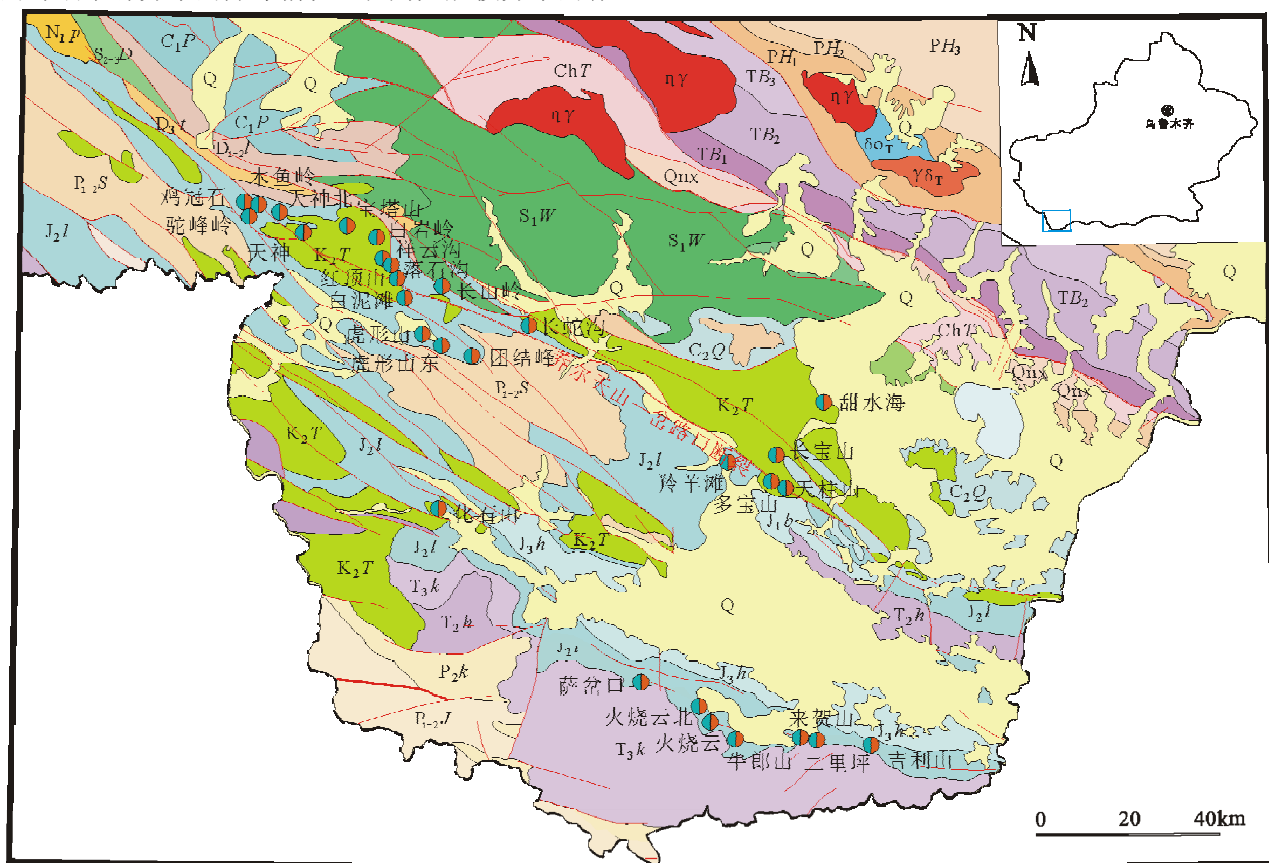 N₁p
S₂₋₃D
C₁P
Q
ChT
ηγ
TB₃
PH₁
PH₂
PH₃
N
乌鲁木齐
D₃t
C₁P
Q
ηγ
ηγ
Q
δο_T
γδ_T
TB₂
TB₁
Qnx
D₁₋₂l
P₁₋₂S
木鱼岭
鸡冠石
天神北
宝塔山
驼峰岭
白岩岭
J₂l
天神
K₂T
祥云沟
落石沟
红顶山
长山岭
白泥滩
S₁W
S₁W
Q
Q
Q
Q
TB₂
Q
虎形山
长蛇沟
虎形山东
团结峰
C₂Q
ChT
Qnx
Qnx
P₁₋₂S
K₂T
甜水海
K₂T
J₂l
J₂l
长宝山
羚羊滩
天柱山
多宝山
C₂Q
Q
J₁b
J₃h
K₂T
J₂l
K₂T
T₃k
T₂h
Q
T₂h
J₂l
P₂k
J₂l
J₃h
萨岔口
P₁₋₂J
火烧云北
来贺山
J₃h
T₃k
火烧云
牛郎山
二里坪
吉利山
0 20 40km